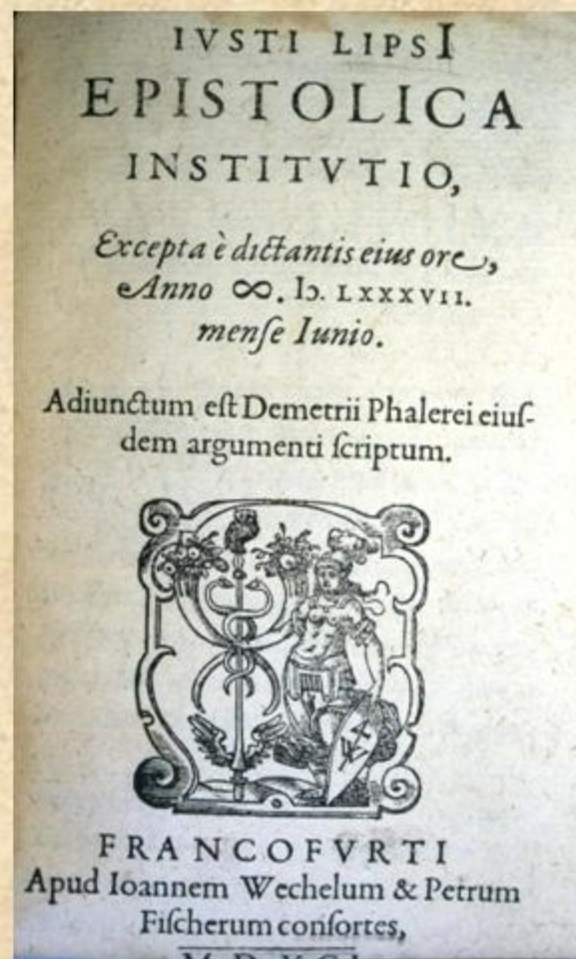 IVSTI LIPSI
EPISTOLICA
INSTITVTIO,
Excepta è dictantis eius ore,
Anno ∞. IↃ. LXXXVII.
menſe Iunio.
Adiunctum eſt Demetrii Phalerei eiuſ-
dem argumenti ſcriptum.
FRANCOFVRTI
Apud Ioannem Wechelum & Petrum
Fiſcherum conſortes,